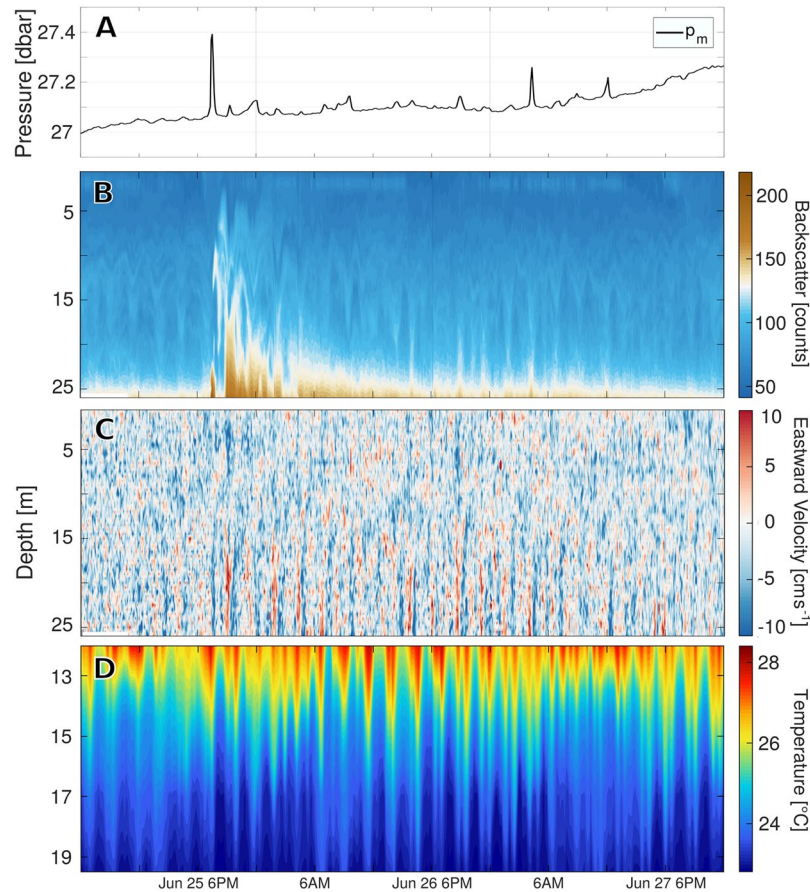 A
p_m
27.4
27.2
27
Pressure [dbar]
B
5
15
25
200
150
100
50
Backscatter [counts]
C
5
15
25
Depth [m]
10
5
0
-5
-10
Eastward Velocity [cms⁻¹]
D
13
15
17
19
28
26
24
Temperature [°C]
Jun 25 6PM
6AM
Jun 26 6PM
6AM
Jun 27 6PM